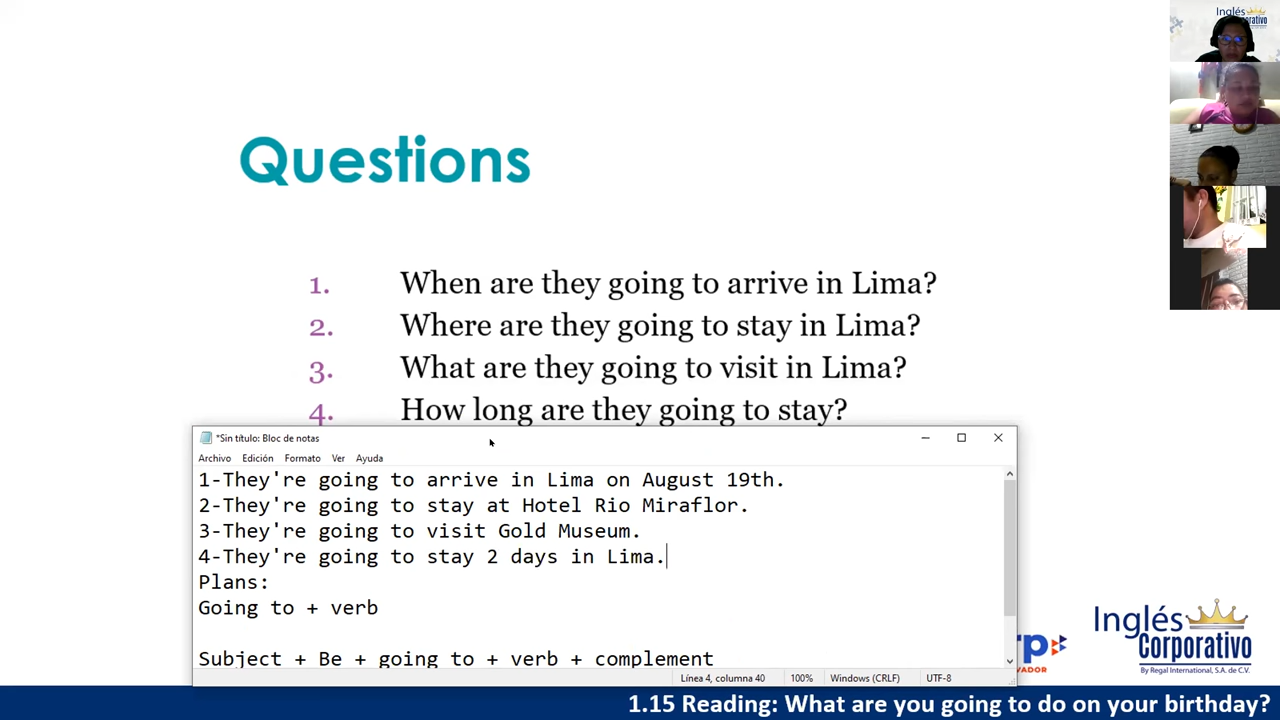 Inglés
Corporativo
Questions
1. When are they going to arrive in Lima?
2. Where are they going to stay in Lima?
3. What are they going to visit in Lima?
4. How long are they going to stay?
*Sin título: Bloc de notas
Archivo Edición Formato Ver Ayuda
1-They're going to arrive in Lima on August 19th.
2-They're going to stay at Hotel Rio Miraflor.
3-They're going to visit Gold Museum.
4-They're going to stay 2 days in Lima.
Plans:
Going to + verb
Subject + Be + going to + verb + complement
Línea 4, columna 40 100% Windows (CRLF) UTF-8
Inglés
Corporativo
By Regal International, S.A. de C.V.
1.15 Reading: What are you going to do on your birthday?